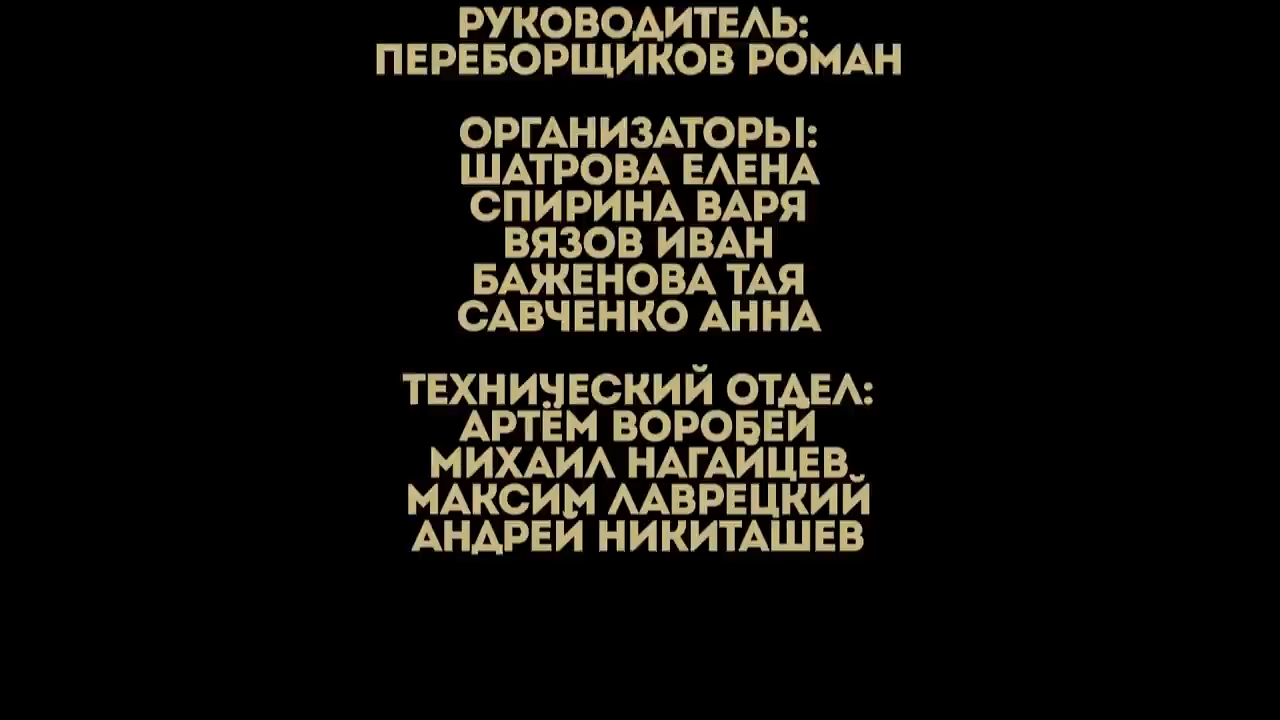 РУКОВОДИТЕЛЬ:
ПЕРЕБОРЩИКОВ РОМАН
ОРГАНИЗАТОРЫ:
ШАТРОВА ЕЛЕНА
СПИРИНА ВАРЯ
ВЯЗОВ ИВАН
БАЖЕНОВА ТАЯ
САВЧЕНКО АННА
ТЕХНИЧЕСКИЙ ОТДЕЛ:
АРТЁМ ВОРОБЕЙ
МИХАИЛ НАГАЙЦЕВ
МАКСИМ ЛАВРЕЦКИЙ
АНДРЕЙ НИКИТАШЕВ